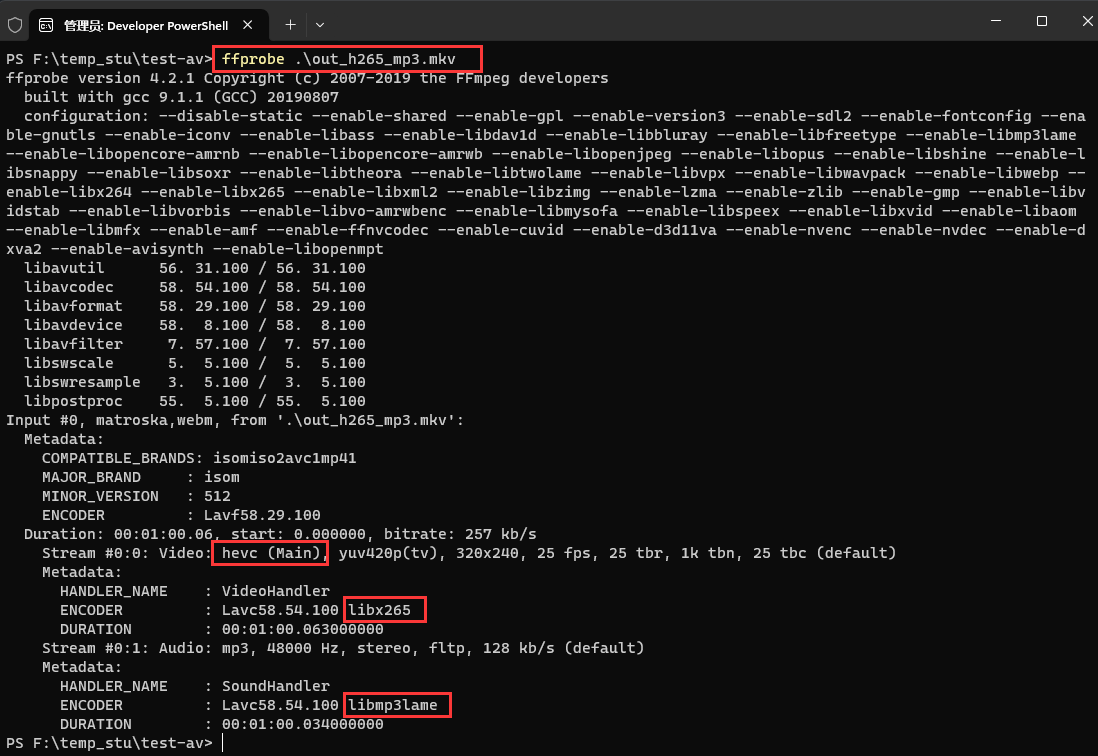 管理员: Developer PowerShell
PS F:\temp_stu\test-av> ffprobe .\out_h265_mp3.mkv
ffprobe version 4.2.1 Copyright (c) 2007-2019 the FFmpeg developers
  built with gcc 9.1.1 (GCC) 20190807
  configuration: --disable-static --enable-shared --enable-gpl --enable-version3 --enable-sdl2 --enable-fontconfig --ena
ble-gnutls --enable-iconv --enable-libass --enable-libdav1d --enable-libbluray --enable-libfreetype --enable-libmp3lame
--enable-libopencore-amrnb --enable-libopencore-amrwb --enable-libopenjpeg --enable-libopus --enable-libshine --enable-l
ibsnappy --enable-libsoxr --enable-libtheora --enable-libtwolame --enable-libvpx --enable-libwavpack --enable-libwebp --
enable-libx264 --enable-libx265 --enable-libxml2 --enable-libzimg --enable-lzma --enable-zlib --enable-gmp --enable-libv
idstab --enable-libvorbis --enable-libvo-amrwbenc --enable-libmysofa --enable-libspeex --enable-libxvid --enable-libaom
--enable-libmfx --enable-amf --enable-ffnvcodec --enable-cuvid --enable-d3d11va --enable-nvenc --enable-nvdec --enable-d
xva2 --enable-avisynth --enable-libopenmpt
  libavutil      56. 31.100 / 56. 31.100
  libavcodec     58. 54.100 / 58. 54.100
  libavformat    58. 29.100 / 58. 29.100
  libavdevice    58.  8.100 / 58.  8.100
  libavfilter     7. 57.100 /  7. 57.100
  libswscale      5.  5.100 /  5.  5.100
  libswresample   3.  5.100 /  3.  5.100
  libpostproc    55.  5.100 / 55.  5.100
Input #0, matroska,webm, from '.\out_h265_mp3.mkv':
  Metadata:
    COMPATIBLE_BRANDS: isomiso2avc1mp41
    MAJOR_BRAND     : isom
    MINOR_VERSION   : 512
    ENCODER         : Lavf58.29.100
  Duration: 00:01:00.06, start: 0.000000, bitrate: 257 kb/s
    Stream #0:0: Video: hevc (Main), yuv420p(tv), 320x240, 25 fps, 25 tbr, 1k tbn, 25 tbc (default)
    Metadata:
      HANDLER_NAME    : VideoHandler
      ENCODER         : Lavc58.54.100 libx265
      DURATION        : 00:01:00.063000000
    Stream #0:1: Audio: mp3, 48000 Hz, stereo, fltp, 128 kb/s (default)
    Metadata:
      HANDLER_NAME    : SoundHandler
      ENCODER         : Lavc58.54.100 libmp3lame
      DURATION        : 00:01:00.034000000
PS F:\temp_stu\test-av>